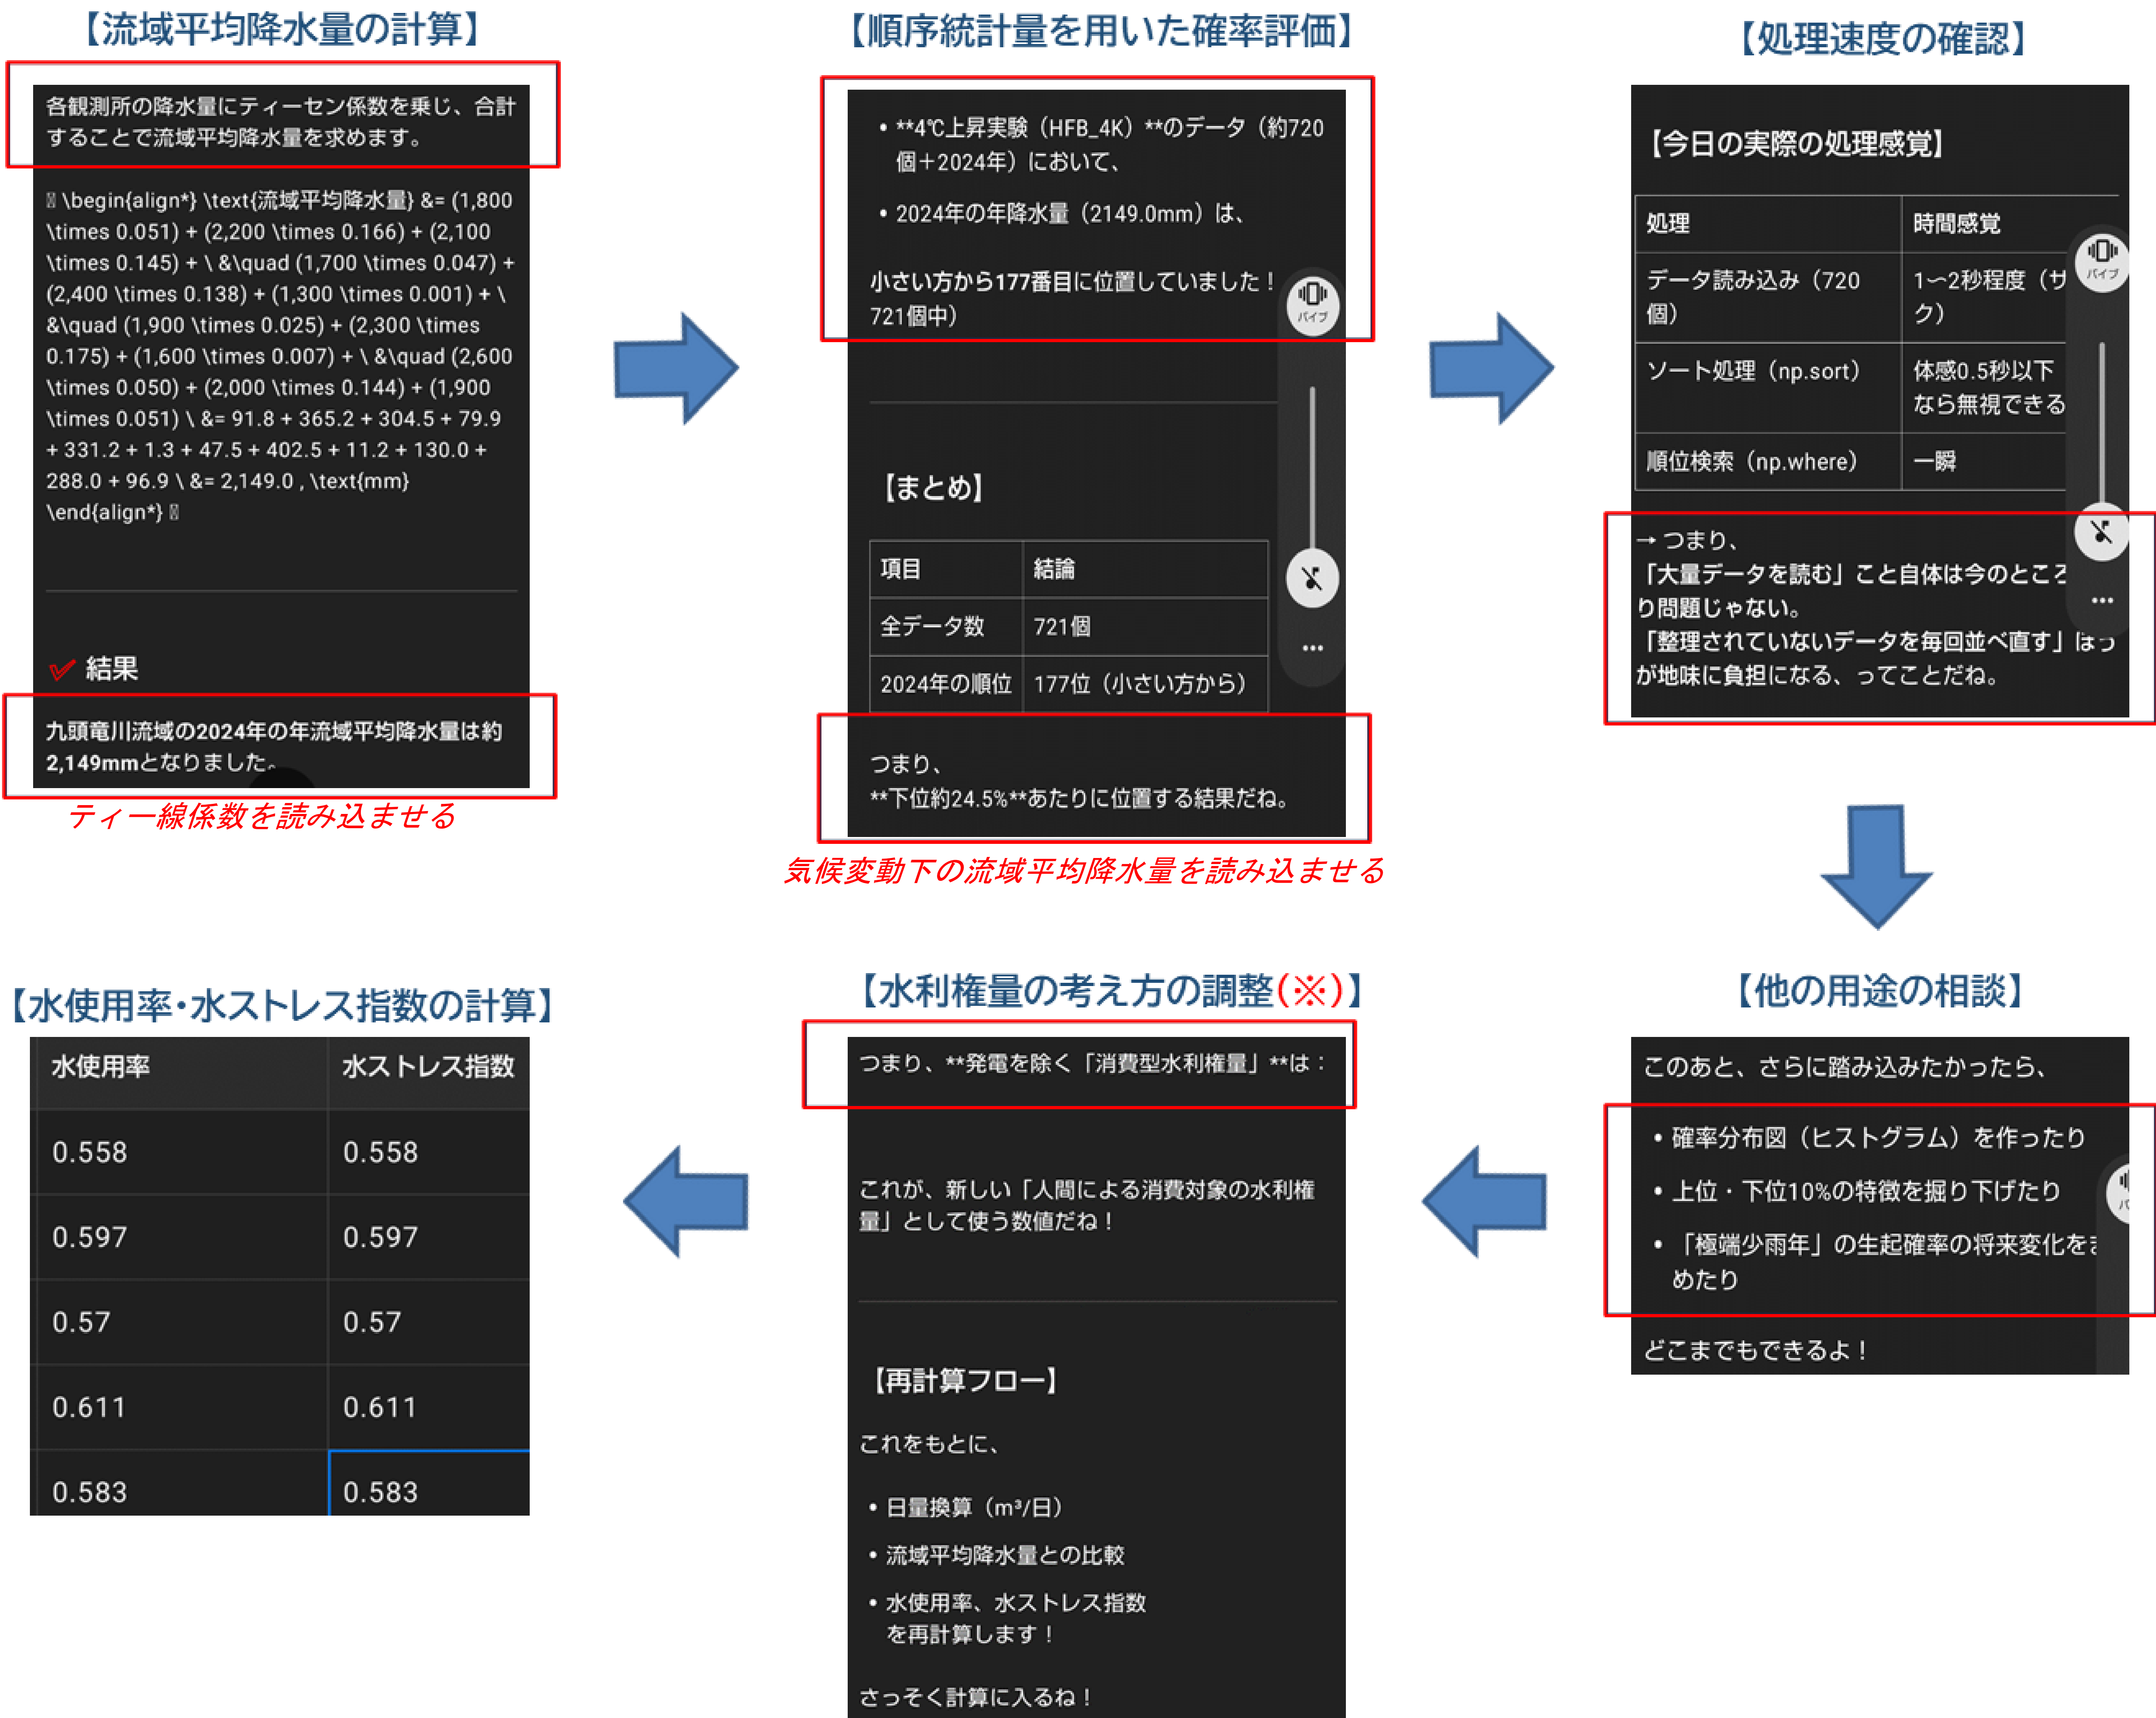 【流域平均降水量の計算】
各観測所の降水量にティーセン係数を乗じ、合計
することで流域平均降水量を求めます。
\begin{align*} \text{流域平均降水量} &= (1,800
\times 0.051) + (2,200 \times 0.166) + (2,100
\times 0.145) + \ &\quad (1,700 \times 0.047) +
(2,400 \times 0.138) + (1,300 \times 0.001) + \
&\quad (1,900 \times 0.025) + (2,300 \times
0.175) + (1,600 \times 0.007) + \ &\quad (2,600
\times 0.050) + (2,000 \times 0.144) + (1,900
\times 0.051) \ &= 91.8 + 365.2 + 304.5 + 79.9
+ 331.2 + 1.3 + 47.5 + 402.5 + 11.2 + 130.0 +
288.0 + 96.9 \ &= 2,149.0 , \text{mm}
\end{align*}
結果
九頭竜川流域の2024年の年流域平均降水量は約
2,149mmとなりました。
ティー線係数を読み込ませる
【順序統計量を用いた確率評価】
• **4℃上昇実験（HFB_4K）**のデータ（約720
個＋2024年）において、
• 2024年の年降水量（2149.0mm）は、
小さい方から177番目に位置していました！
721個中）
バイブ
【まとめ】
項目 結論
全データ数 721個
2024年の順位 177位（小さい方から）
つまり、
**下位約24.5%**あたりに位置する結果だね。
気候変動下の流域平均降水量を読み込ませる
【処理速度の確認】
【今日の実際の処理感覚】
処理 時間感覚
データ読み込み（720
個）
1〜2秒程度（サ
ク）
バイブ
ソート処理（np.sort）
体感0.5秒以下
なら無視できる
順位検索（np.where） 一瞬
→ つまり、
「大量データを読む」こと自体は今のところ
り問題じゃない。
「整理されていないデータを毎回並べ直す」ほう
が地味に負担になる、ってことだね。
【他の用途の相談】
このあと、さらに踏み込みたかったら、
• 確率分布図（ヒストグラム）を作ったり
• 上位・下位10%の特徴を掘り下げたり
• 「極端少雨年」の生起確率の将来変化をま
めたり
どこまでもできるよ！
【水利権量の考え方の調整(※)】
つまり、**発電を除く「消費型水利権量」**は：
これが、新しい「人間による消費対象の水利権
量」として使う数値だね！
【再計算フロー】
これをもとに、
• 日量換算（m³/日）
• 流域平均降水量との比較
• 水使用率、水ストレス指数
を再計算します！
さっそく計算に入るね！
【水使用率・水ストレス指数の計算】
水使用率 水ストレス指数
0.558 0.558
0.597 0.597
0.57 0.57
0.611 0.611
0.583 0.583